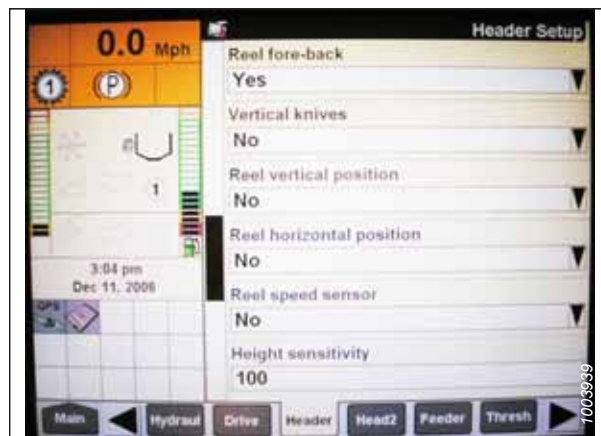 0.0 Mph
1
P
1
3:04 pm
Dec 11, 2006
GPS
Header Setup
Reel fore-back
Yes
Vertical knives
No
Reel vertical position
No
Reel horizontal position
No
Reel speed sensor
No
Height sensitivity
100
Main Hydraul Drive Header Head2 Feeder Thresh
1003939